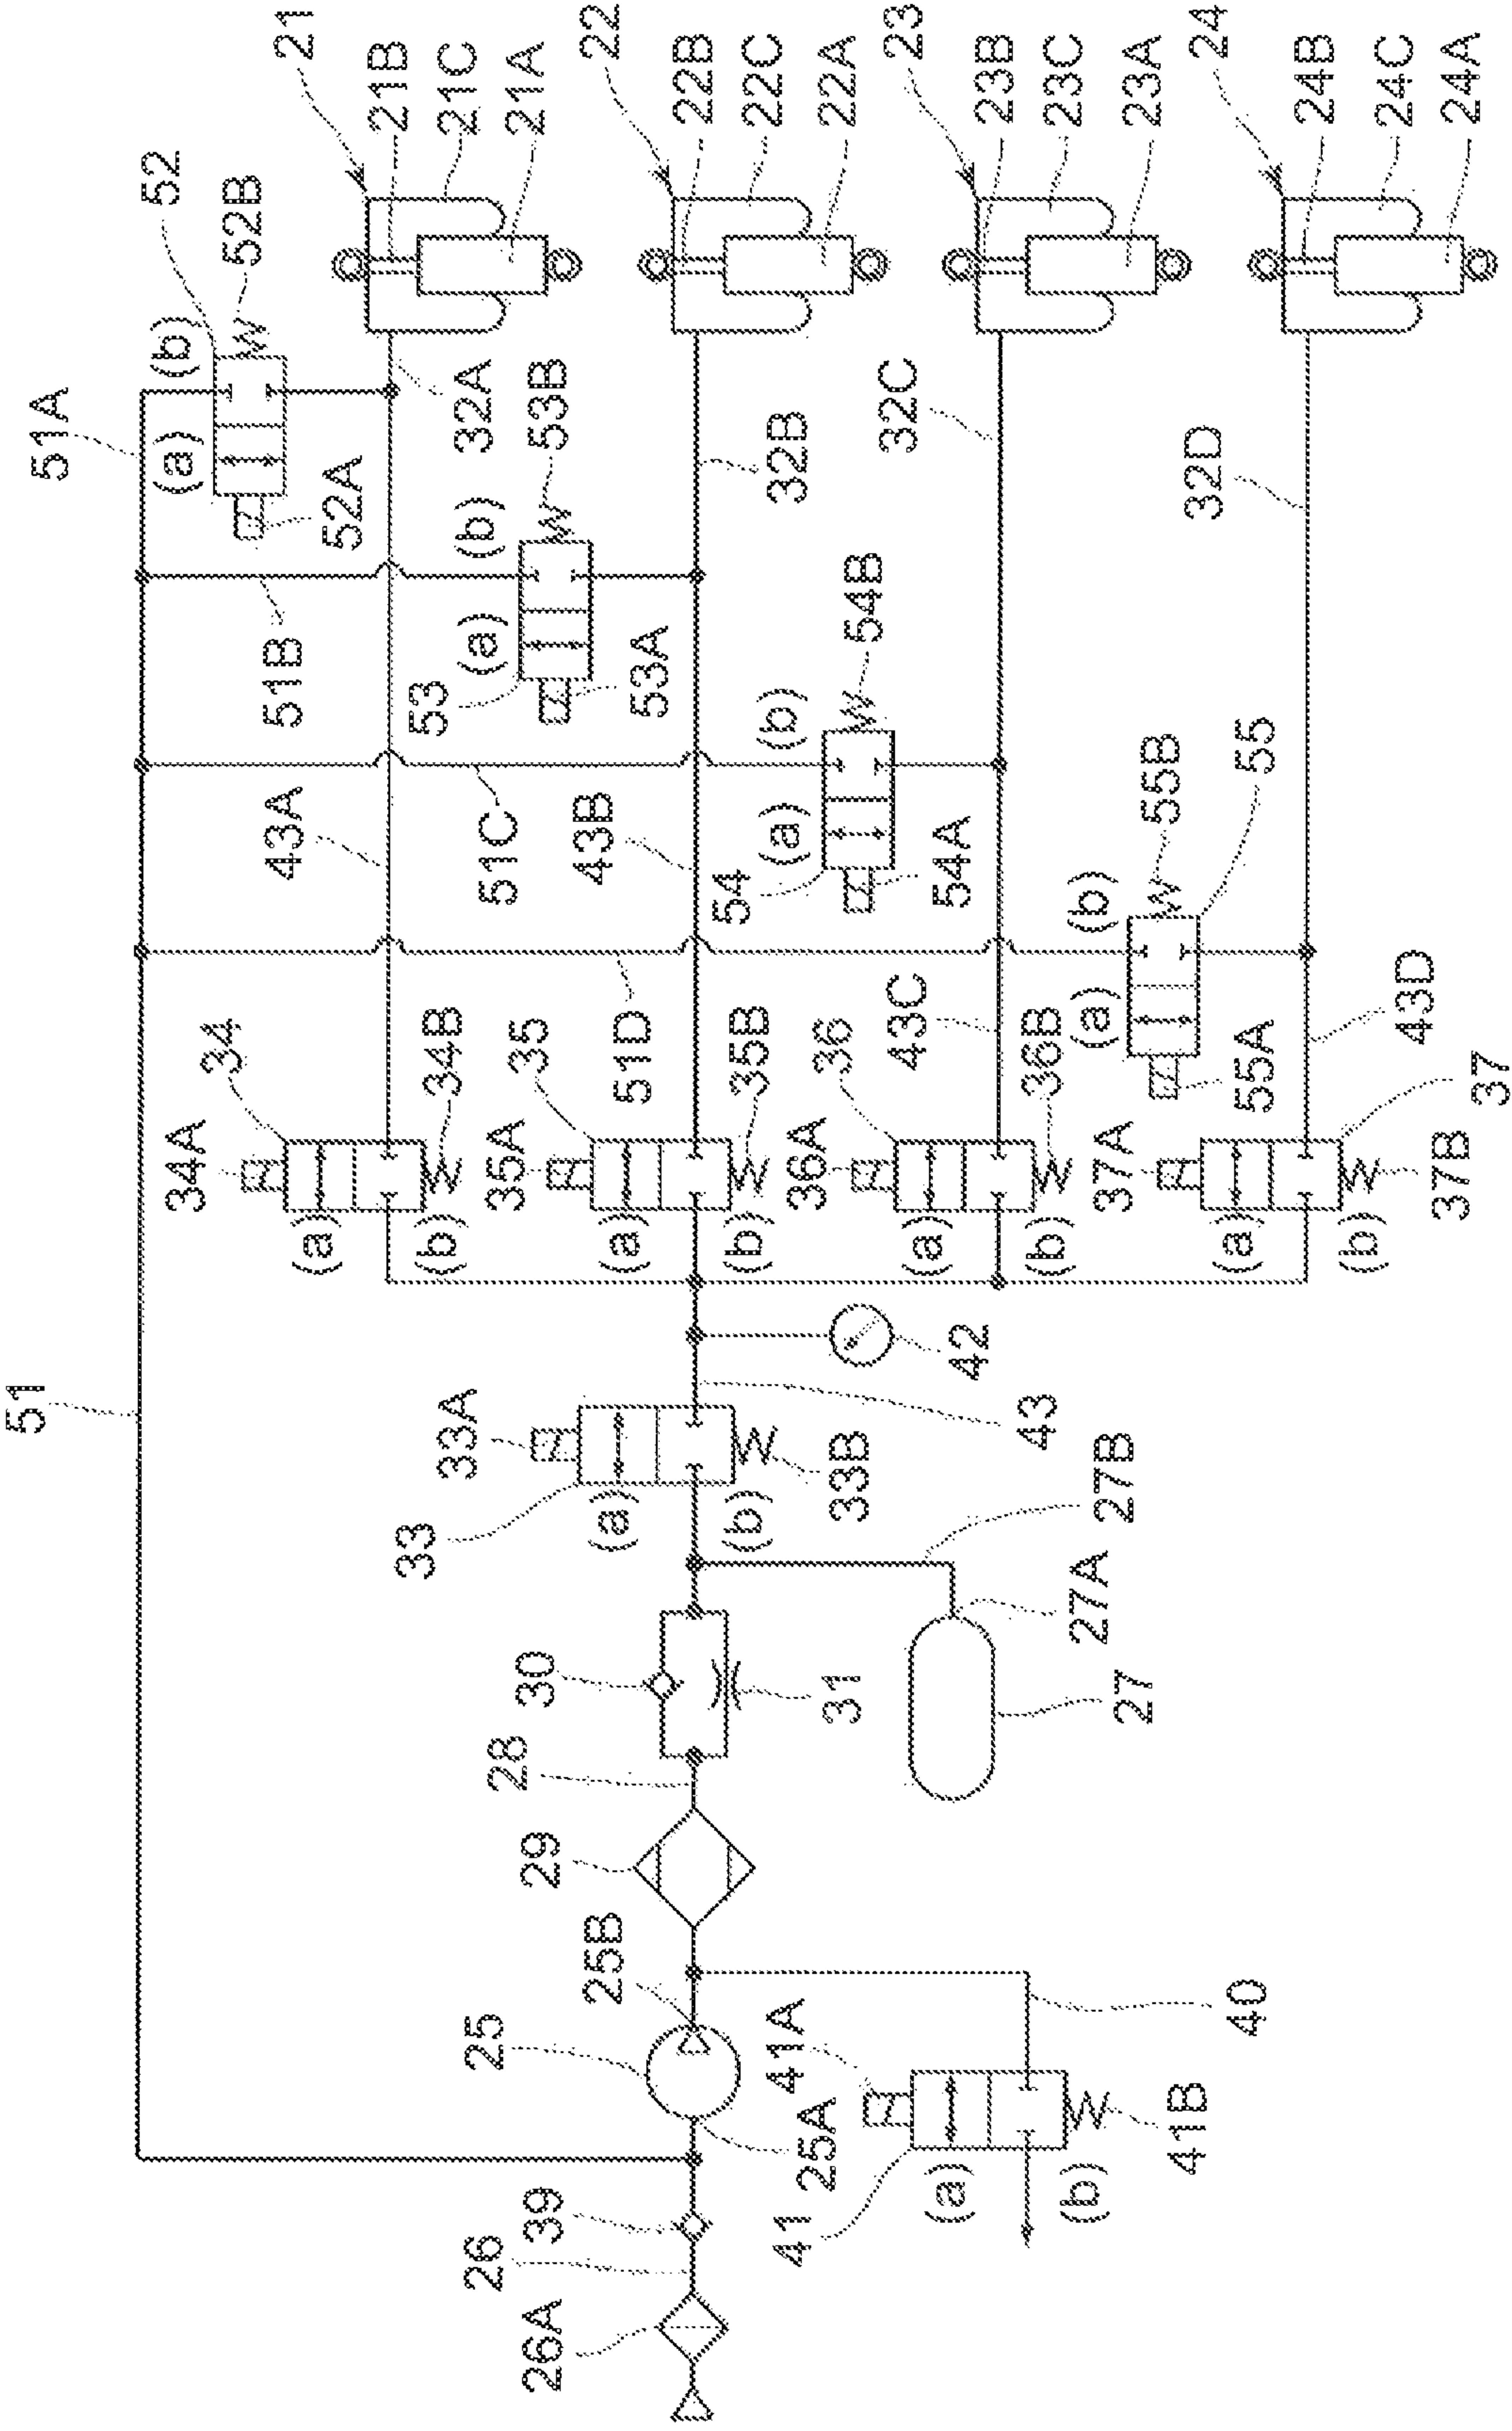 21
21B
21C
21A
22
22B
22C
22A
23
23B
23C
23A
24
24B
24C
24A
52
52B
(b)
(a)
52A
51A
32A
53B
(b)
(a)
53
53A
32B
32C
32D
51B
54B
(b)
(a)
54
54A
43A
51C
43B
55B
55
(b)
(a)
55A
51D
43C
43D
34
34A
34B
(a)
(b)
35
35A
35B
(a)
(b)
36
36A
36B
(a)
(b)
37
37A
37B
(a)
(b)
51
42
43
33A
33
33B
(a)
(b)
27B
27A
27
30
31
28
29
25B
25
25A
40
41A
41
41B
(a)
(b)
39
26
26A